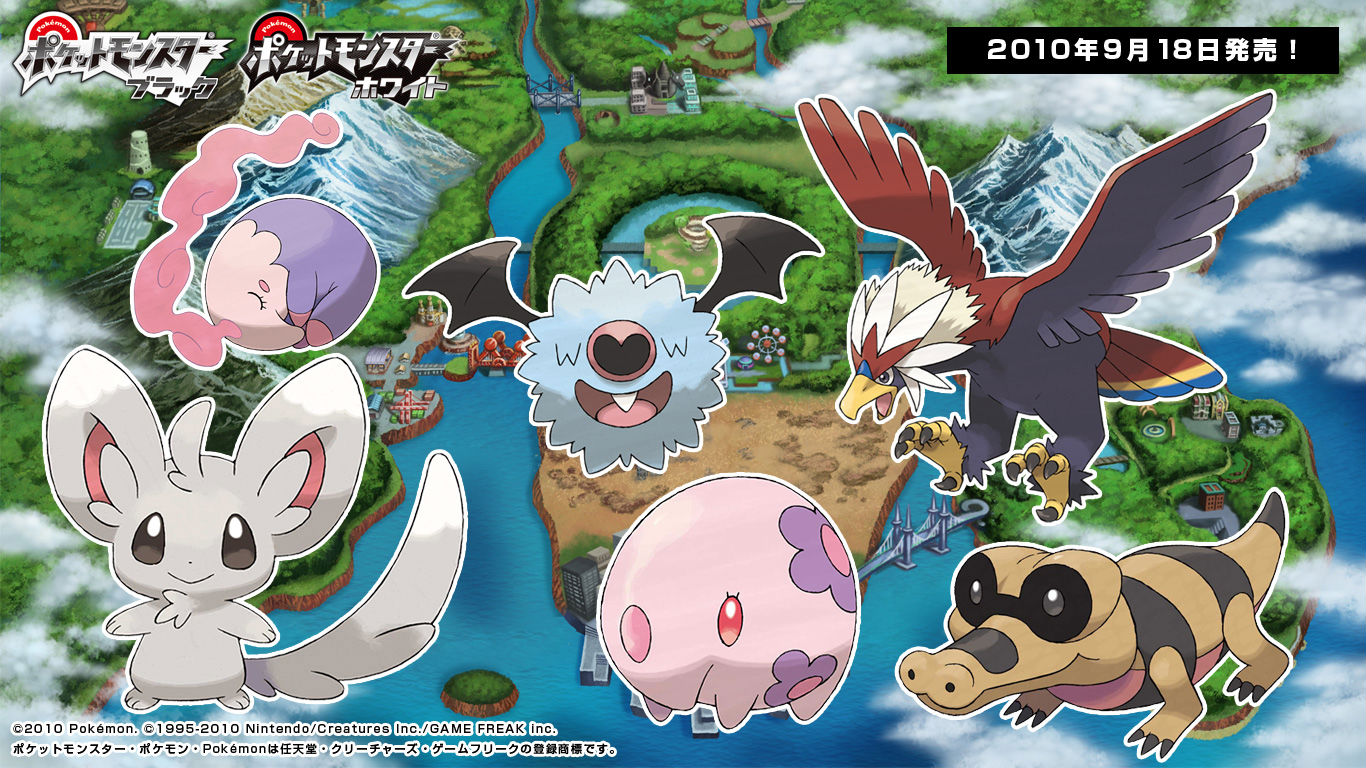 Pokémon
ポケットモンスター
ブラック
Pokémon
ポケットモンスター
ホワイト
2010年9月18日発売！
©2010 Pokémon. ©1995-2010 Nintendo/Creatures Inc./GAME FREAK inc.
ポケットモンスター・ポケモン・Pokémonは任天堂・クリーチャーズ・ゲームフリークの登録商標です。